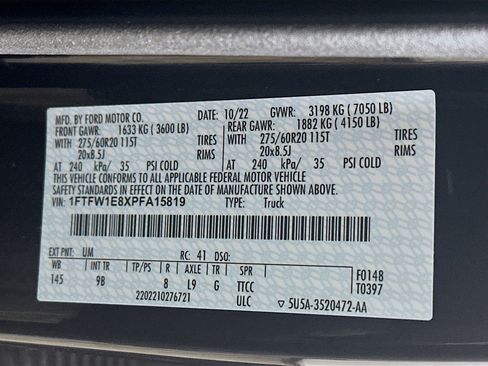 MFD. BY FORD MOTOR CO. 10/22 GVWR: 3198 KG ( 7050 LB)
FRONT GAWR: 1633 KG ( 3600 LB) REAR GAWR: 1882 KG ( 4150 LB)
WITH 275/60R20 115T TIRES WITH 275/60R20 115T TIRES
20x8.5J RIMS 20x8.5J RIMS
AT 240 kPa/ 35 PSI COLD AT 240 kPa/ 35 PSI COLD
THIS VEHICLE CONFORMS TO ALL APPLICABLE FEDERAL MOTOR VEHICLE
SAFETY STANDARDS IN EFFECT ON THE DATE OF MANUFACTURE SHOWN ABOVE.
VIN: 1FTFW1E8XPFA15819 TYPE: Truck
EXT PNT: UM RC: 41 DSO:
WB INT TR TP/PS R AXLE TR SPR F0148
145 9B 8 L9 G TTCC T0397
2202210276721 ULC 5U5A-3520472-AA